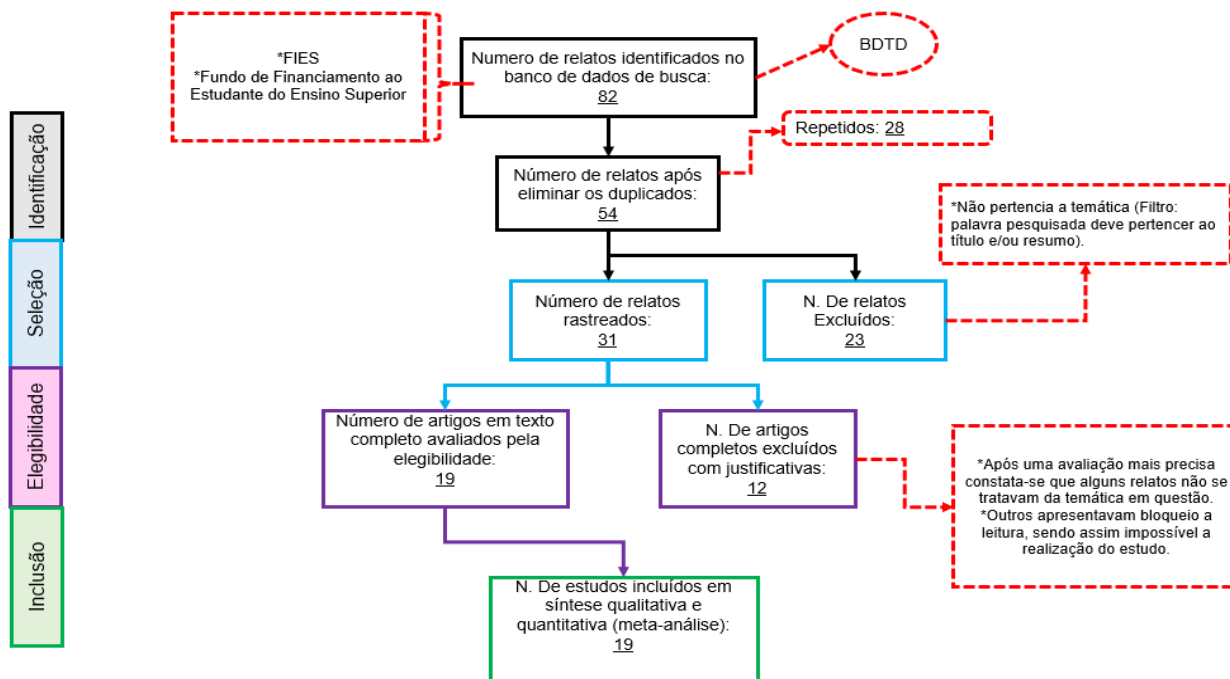 *FIES
*Fundo de Financiamento ao
Estudante do Ensino Superior
Numero de relatos identificados no
banco de dados de busca:
82
BDTD
Repetidos: 28
Identificação
Número de relatos após
eliminar os duplicados:
54
*Não pertencia a temática (Filtro:
palavra pesquisada deve pertencer ao
título e/ou resumo).
Seleção
Número de relatos
rastreados:
31
N. De relatos
Excluídos:
23
Elegibilidade
Número de artigos em texto
completo avaliados pela
elegibilidade:
19
N. De artigos
completos excluídos
com justificativas:
12
*Após uma avaliação mais precisa
constata-se que alguns relatos não se
tratavam da temática em questão.
*Outros apresentavam bloqueio a
leitura, sendo assim impossível a
realização do estudo.
Inclusão
N. De estudos incluídos em
síntese qualitativa e
quantitativa (meta-análise):
19